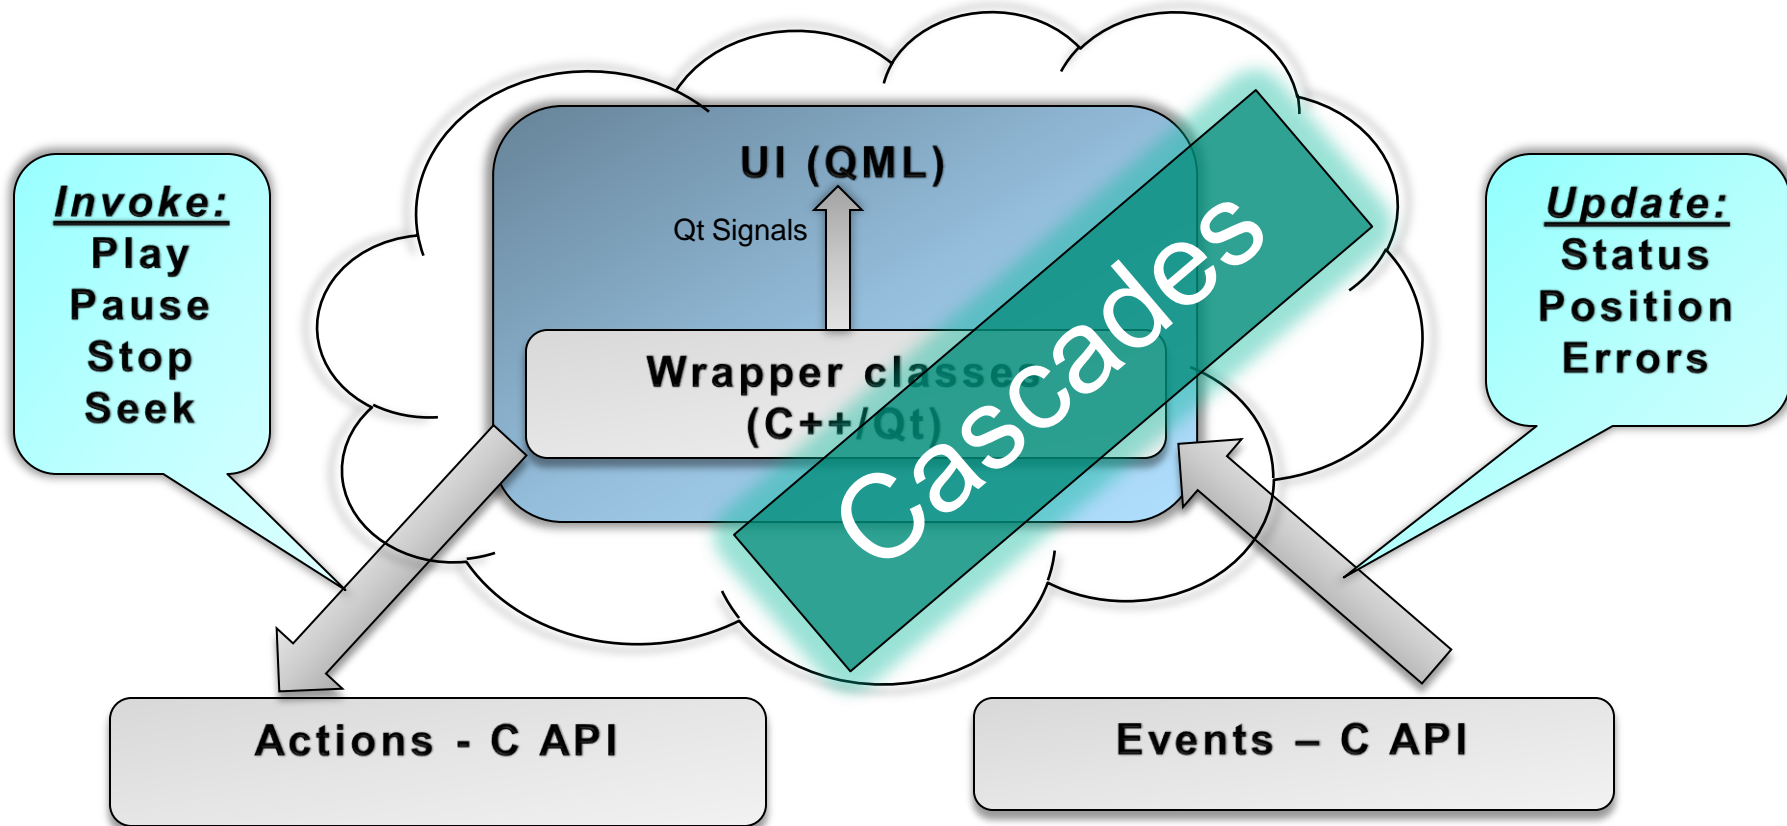 UI (QML)
Qt Signals
Wrapper classes
(C++/Qt)
Cascades
Invoke:
Play
Pause
Stop
Seek
Update:
Status
Position
Errors
Actions - C API
Events – C API